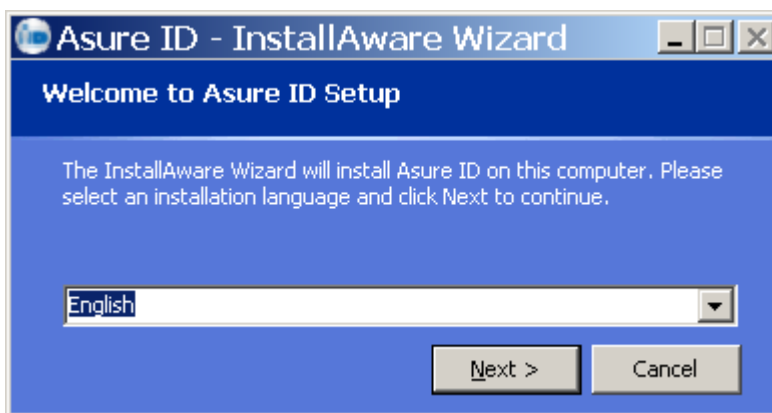 Asure ID - InstallAware Wizard
Welcome to Asure ID Setup
The InstallAware Wizard will install Asure ID on this computer. Please
select an installation language and click Next to continue.
English
Next > Cancel